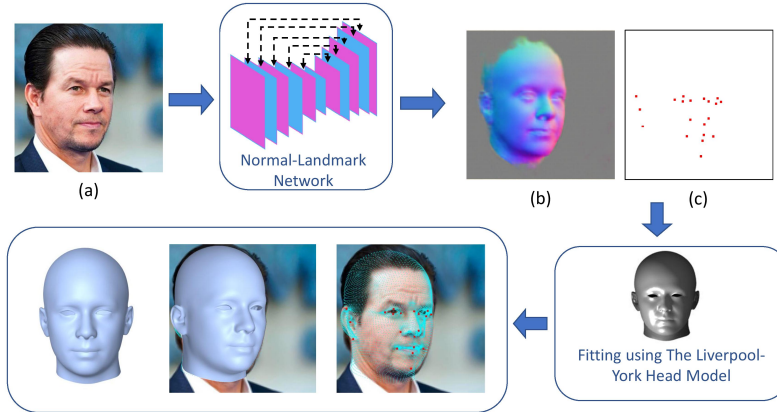 Normal-Landmark
Network
(a)
(b)
(c)
Fitting using The Liverpool-
York Head Model